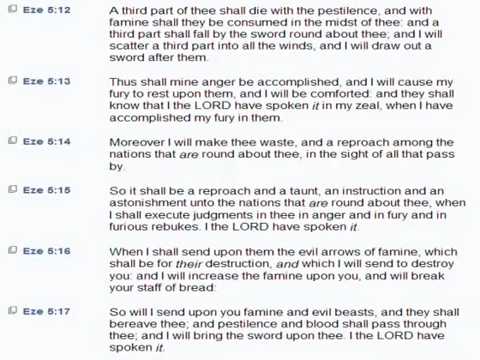 Eze 5:12 A third part of thee shall die with the pestilence, and with
famine shall they be consumed in the midst of thee: and a
third part shall fall by the sword round about thee; and I will
scatter a third part into all the winds, and I will draw out a
sword after them.
Eze 5:13 Thus shall mine anger be accomplished, and I will cause my
fury to rest upon them, and I will be comforted: and they shall
know that I the LORD have spoken it in my zeal, when I have
accomplished my fury in them.
Eze 5:14 Moreover I will make thee waste, and a reproach among the
nations that are round about thee, in the sight of all that pass
by.
Eze 5:15 So it shall be a reproach and a taunt, an instruction and an
astonishment unto the nations that are round about thee, when
I shall execute judgments in thee in anger and in fury and in
furious rebukes. I the LORD have spoken it.
Eze 5:16 When I shall send upon them the evil arrows of famine, which
shall be for their destruction, and which I will send to destroy
you: and I will increase the famine upon you, and will break
your staff of bread:
Eze 5:17 So will I send upon you famine and evil beasts, and they shall
bereave thee; and pestilence and blood shall pass through
thee; and I will bring the sword upon thee. I the LORD have
spoken it.